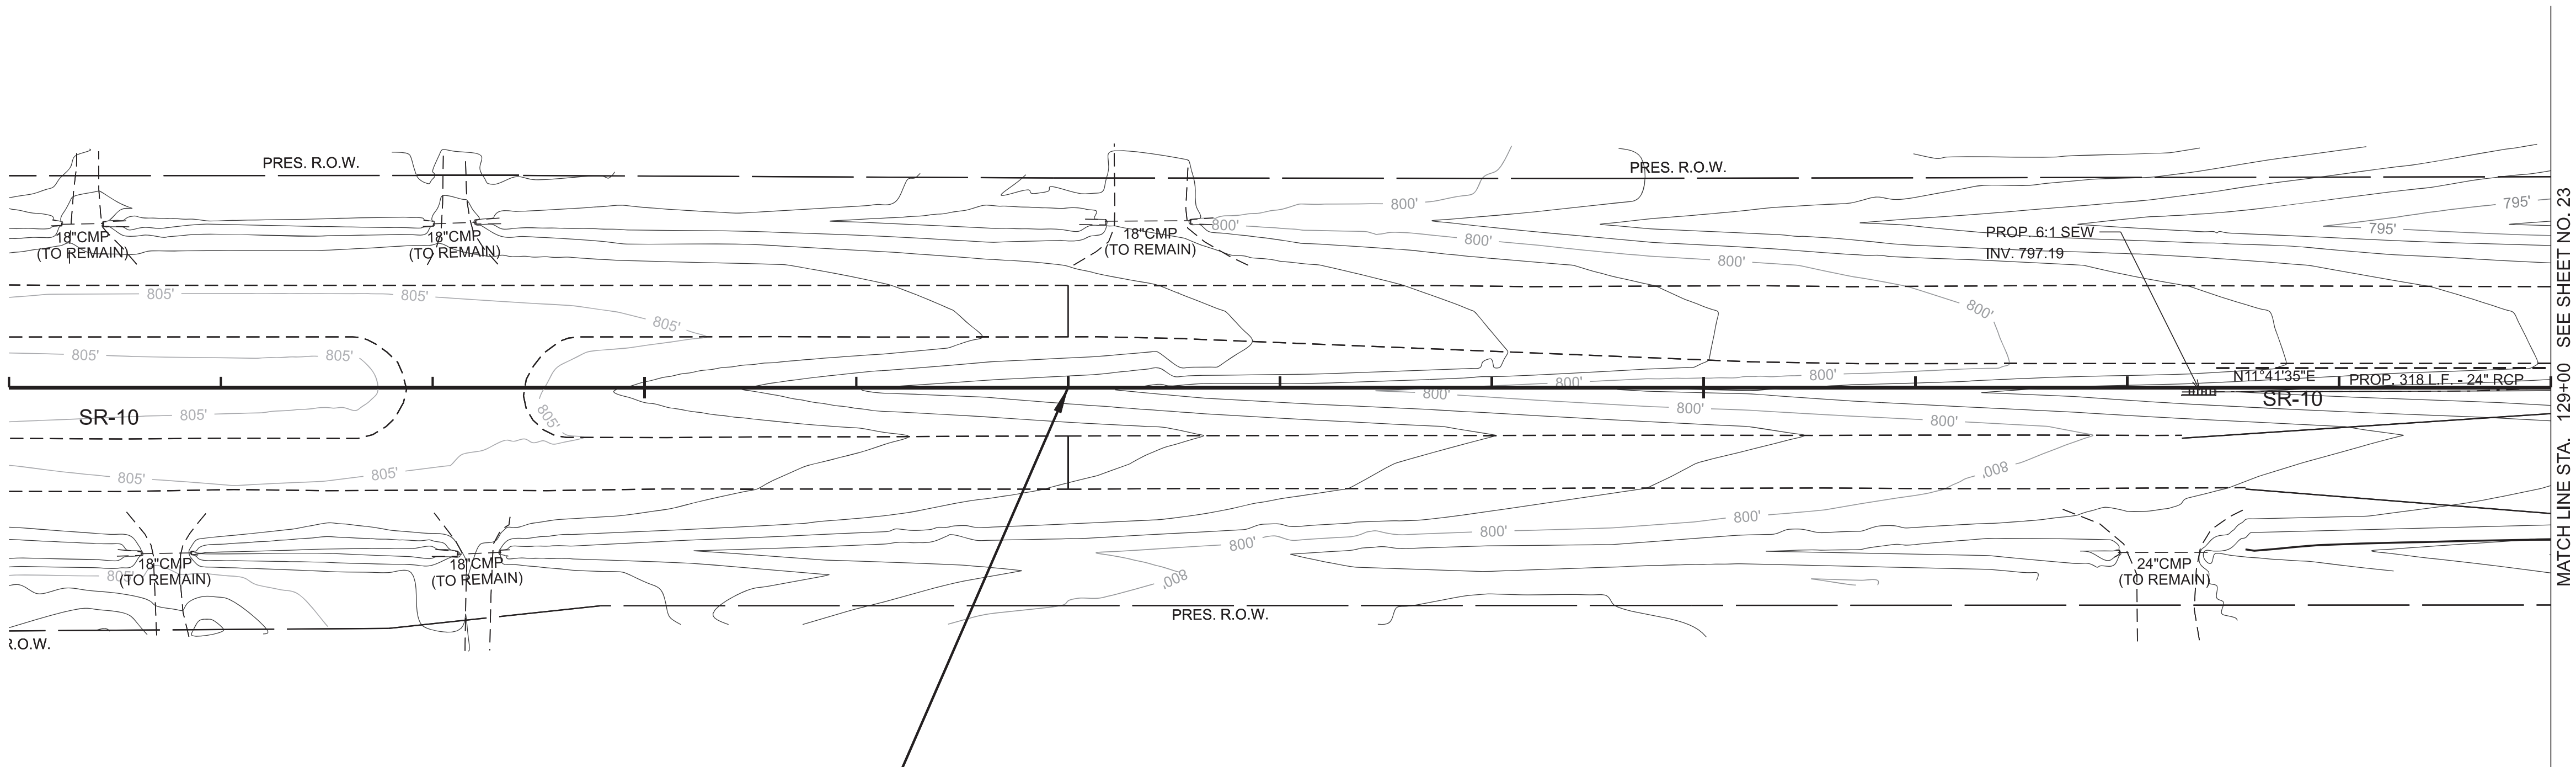 PRES. R.O.W.
PRES. R.O.W.
18"CMP
(TO REMAIN)
18"CMP
(TO REMAIN)
18"CMP
(TO REMAIN)
800'
800'
800'
800'
800'
795'
795'
PROP. 6:1 SEW
INV. 797.19
805'
805'
805'
805'
805'
805'
805'
SR-10
800'
800'
800'
800'
800'
800'
N11°41'35"E
PROP. 318 L.F. - 24" RCP
SR-10
805'
805'
800'
800'
800'
800'
800'
805'
18"CMP
(TO REMAIN)
18"CMP
(TO REMAIN)
24"CMP
(TO REMAIN)
PRES. R.O.W.
R.O.W.
MATCH LINE STA. 129+00 SEE SHEET NO. 23